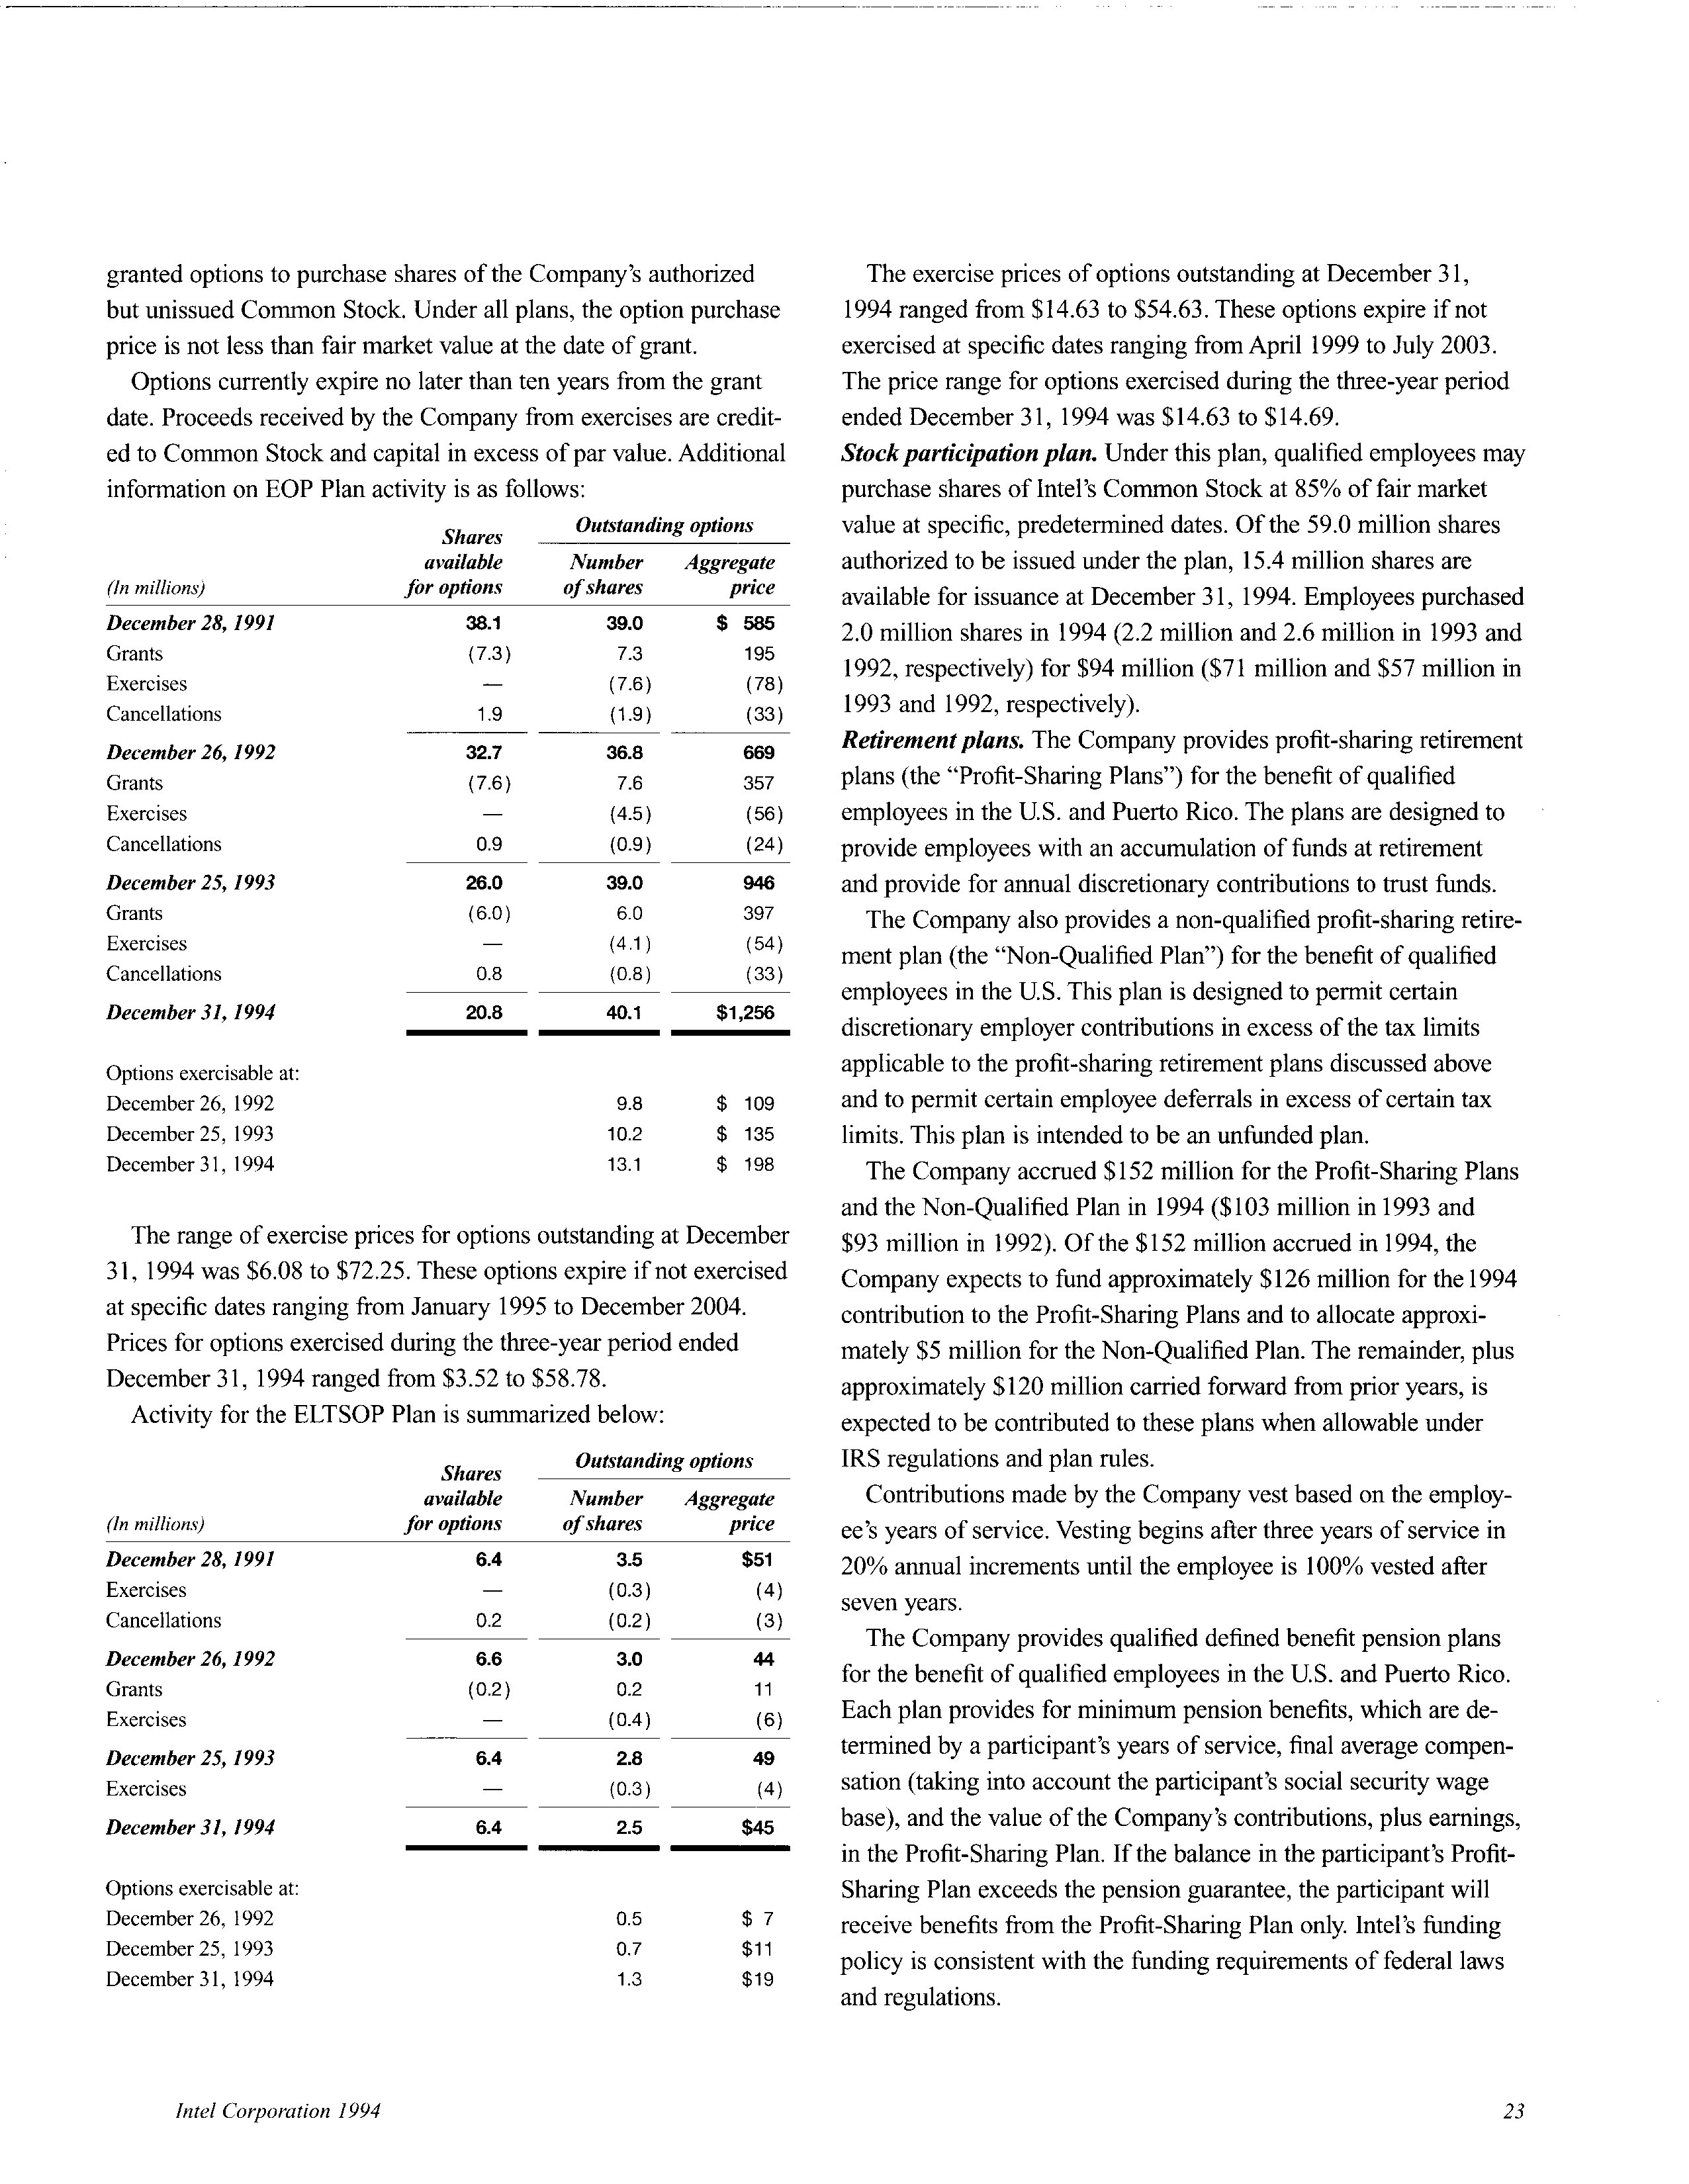 granted options to purchase shares of the Company's authorized
but unissued Common Stock. Under all plans, the option purchase
price is not less than fair market value at the date of grant.
Options currently expire no later than ten years from the grant
date. Proceeds received by the Company from exercises are credit-
ed to Common Stock and capital in excess of par value. Additional
information on EOP Plan activity is as follows:
Outstanding options
Shares
available Number Aggregate
(In millions) for options of shares price
December 28, 1991 38.1 39.0 $ 585
Grants (7.3) 7.3 195
Exercises — (7.6) (78)
Cancellations 1.9 (1.9) (33)
December 26, 1992 32.7 36.8 669
Grants (7.6) 7.6 357
Exercises — (4.5) (56)
Cancellations 0.9 (0.9) (24)
December 25, 1993 26.0 39.0 946
Grants (6.0) 6.0 397
Exercises — (4.1) (54)
Cancellations 0.8 (0.8) (33)
December 31, 1994 20.8 40.1 $1,256
Options exercisable at:
December 26, 1992 9.8 $ 109
December 25, 1993 10.2 $ 135
December 31, 1994 13.1 $ 198
The range of exercise prices for options outstanding at December
31, 1994 was $6.08 to $72.25. These options expire if not exercised
at specific dates ranging from January 1995 to December 2004.
Prices for options exercised during the three-year period ended
December 31, 1994 ranged from $3.52 to $58.78.
Activity for the ELTSOP Plan is summarized below:
Outstanding options
Shares
available Number Aggregate
(In millions) for options of shares price
December 28, 1991 6.4 3.5 $51
Exercises — (0.3) (4)
Cancellations 0.2 (0.2) (3)
December 26, 1992 6.6 3.0 44
Grants (0.2) 0.2 11
Exercises — (0.4) (6)
December 25, 1993 6.4 2.8 49
Exercises — (0.3) (4)
December 31, 1994 6.4 2.5 $45
Options exercisable at:
December 26, 1992 0.5 $ 7
December 25, 1993 0.7 $11
December 31, 1994 1.3 $19
The exercise prices of options outstanding at December 31,
1994 ranged from $14.63 to $54.63. These options expire if not
exercised at specific dates ranging from April 1999 to July 2003.
The price range for options exercised during the three-year period
ended December 31, 1994 was $14.63 to $14.69.
Stock participation plan. Under this plan, qualified employees may
purchase shares of Intel's Common Stock at 85% of fair market
value at specific, predetermined dates. Of the 59.0 million shares
authorized to be issued under the plan, 15.4 million shares are
available for issuance at December 31, 1994. Employees purchased
2.0 million shares in 1994 (2.2 million and 2.6 million in 1993 and
1992, respectively) for $94 million ($71 million and $57 million in
1993 and 1992, respectively).
Retirement plans. The Company provides profit-sharing retirement
plans (the “Profit-Sharing Plans”) for the benefit of qualified
employees in the U.S. and Puerto Rico. The plans are designed to
provide employees with an accumulation of funds at retirement
and provide for annual discretionary contributions to trust funds.
The Company also provides a non-qualified profit-sharing retire-
ment plan (the “Non-Qualified Plan”) for the benefit of qualified
employees in the U.S. This plan is designed to permit certain
discretionary employer contributions in excess of the tax limits
applicable to the profit-sharing retirement plans discussed above
and to permit certain employee deferrals in excess of certain tax
limits. This plan is intended to be an unfunded plan.
The Company accrued $152 million for the Profit-Sharing Plans
and the Non-Qualified Plan in 1994 ($103 million in 1993 and
$93 million in 1992). Of the $152 million accrued in 1994, the
Company expects to fund approximately $126 million for the 1994
contribution to the Profit-Sharing Plans and to allocate approxi-
mately $5 million for the Non-Qualified Plan. The remainder, plus
approximately $120 million carried forward from prior years, is
expected to be contributed to these plans when allowable under
IRS regulations and plan rules.
Contributions made by the Company vest based on the employ-
ee's years of service. Vesting begins after three years of service in
20% annual increments until the employee is 100% vested after
seven years.
The Company provides qualified defined benefit pension plans
for the benefit of qualified employees in the U.S. and Puerto Rico.
Each plan provides for minimum pension benefits, which are de-
termined by a participant's years of service, final average compen-
sation (taking into account the participant's social security wage
base), and the value of the Company's contributions, plus earnings,
in the Profit-Sharing Plan. If the balance in the participant's Profit-
Sharing Plan exceeds the pension guarantee, the participant will
receive benefits from the Profit-Sharing Plan only. Intel's funding
policy is consistent with the funding requirements of federal laws
and regulations.
Intel Corporation 1994 23